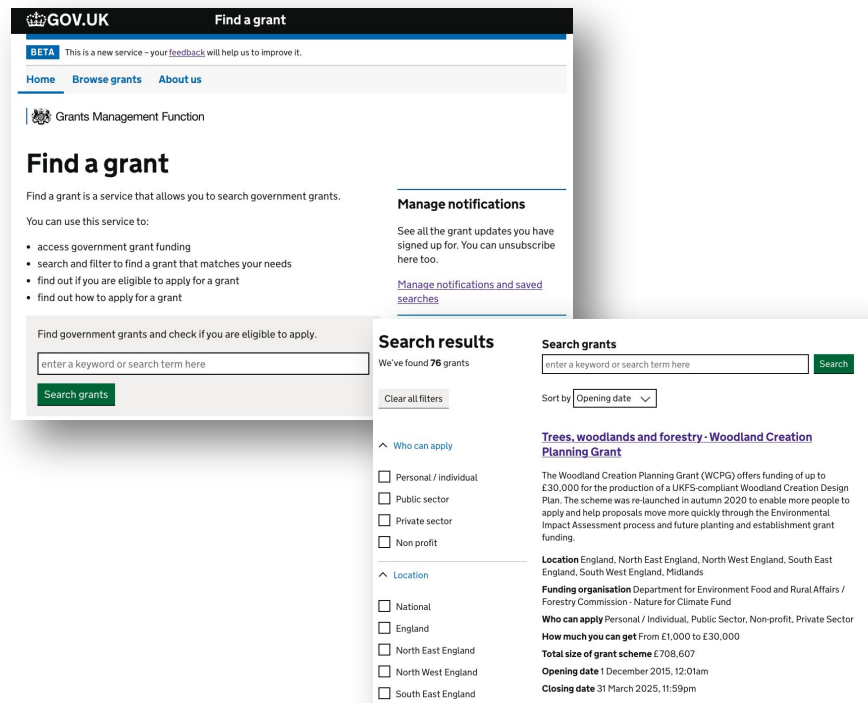 GOV.UK
Find a grant
BETA This is a new service – your feedback will help us to improve it.
Home Browse grants About us
Grants Management Function
Find a grant
Find a grant is a service that allows you to search government grants.
You can use this service to:
• access government grant funding
• search and filter to find a grant that matches your needs
• find out if you are eligible to apply for a grant
• find out how to apply for a grant
Manage notifications
See all the grant updates you have
signed up for. You can unsubscribe
here too.
Manage notifications and saved
searches
Find government grants and check if you are eligible to apply.
enter a keyword or search term here
Search grants
Search results
We've found 76 grants
Clear all filters
Who can apply
Personal / individual
Public sector
Private sector
Non profit
Location
National
England
North East England
North West England
South East England
Search grants
enter a keyword or search term here
Search
Sort by Opening date
Trees, woodlands and forestry - Woodland Creation
Planning Grant
The Woodland Creation Planning Grant (WCPG) offers funding of up to
£30,000 for the production of a UKFS-compliant Woodland Creation Design
Plan. The scheme was re-launched in autumn 2020 to enable more people to
apply and help proposals move more quickly through the Environmental
Impact Assessment process and future planting and establishment grant
funding.
Location England, North East England, North West England, South East
England, South West England, Midlands
Funding organisation Department for Environment Food and Rural Affairs /
Forestry Commission - Nature for Climate Fund
Who can apply Personal / Individual, Public Sector, Non-profit, Private Sector
How much you can get From £1,000 to £30,000
Total size of grant scheme £708,607
Opening date 1 December 2015, 12:01am
Closing date 31 March 2025, 11:59pm